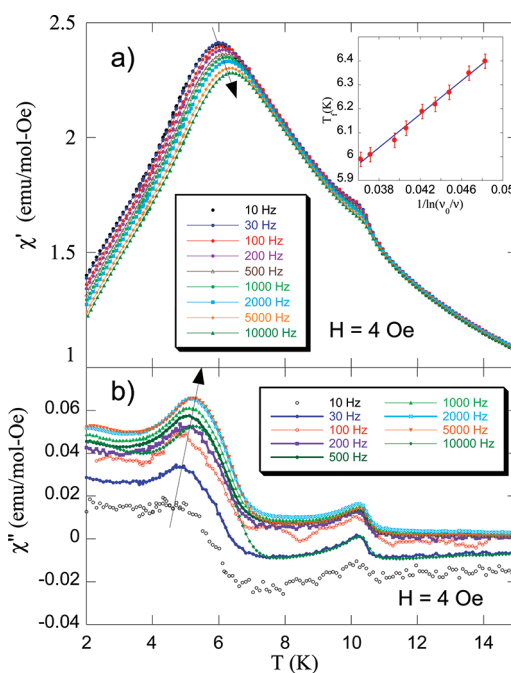 a)
χ' (emu/mol-Oe)
2.5
2
1.5
1
10 Hz
30 Hz
100 Hz
200 Hz
500 Hz
1000 Hz
2000 Hz
5000 Hz
10000 Hz
H = 4 Oe
T_f(K)
6.4
6.3
6.2
6.1
6
5.9
0.038 0.042 0.046 0.05
1/ln(ν₀/ν)
b)
χ'' (emu/mol-Oe)
0.06
0.04
0.02
0
-0.02
-0.04
10 Hz
30 Hz
100 Hz
200 Hz
500 Hz
1000 Hz
2000 Hz
5000 Hz
10000 Hz
H = 4 Oe
2 4 6 8 10 12 14
T (K)